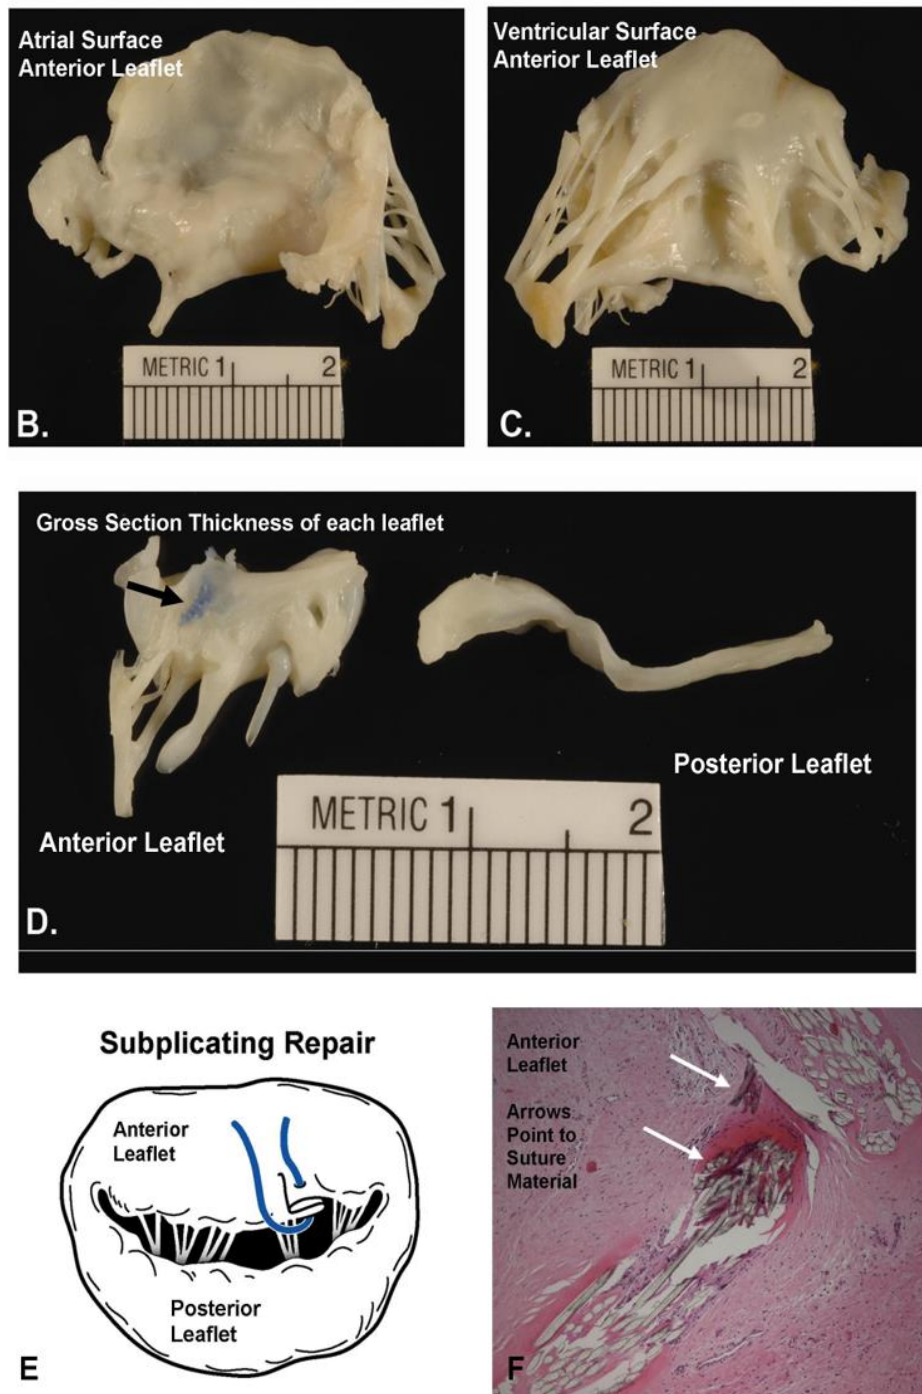 Atrial Surface
Anterior Leaflet
METRIC 1 2
B.
Ventricular Surface
Anterior Leaflet
METRIC 1 2
C.
Gross Section Thickness of each leaflet
Posterior Leaflet
METRIC 1 2
Anterior Leaflet
D.
Subplicating Repair
Anterior
Leaflet
Posterior
Leaflet
E
Anterior
Leaflet
Arrows
Point to
Suture
Material
F